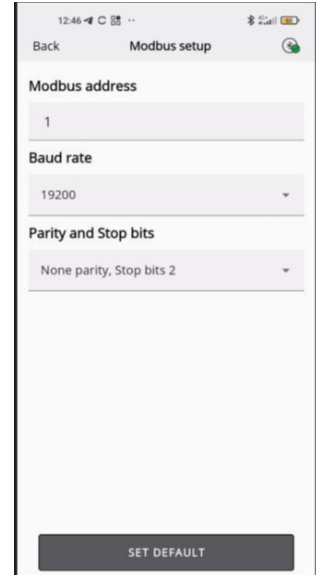 12:46
Back Modbus setup
Modbus address
1
Baud rate
19200
Parity and Stop bits
None parity, Stop bits 2
SET DEFAULT